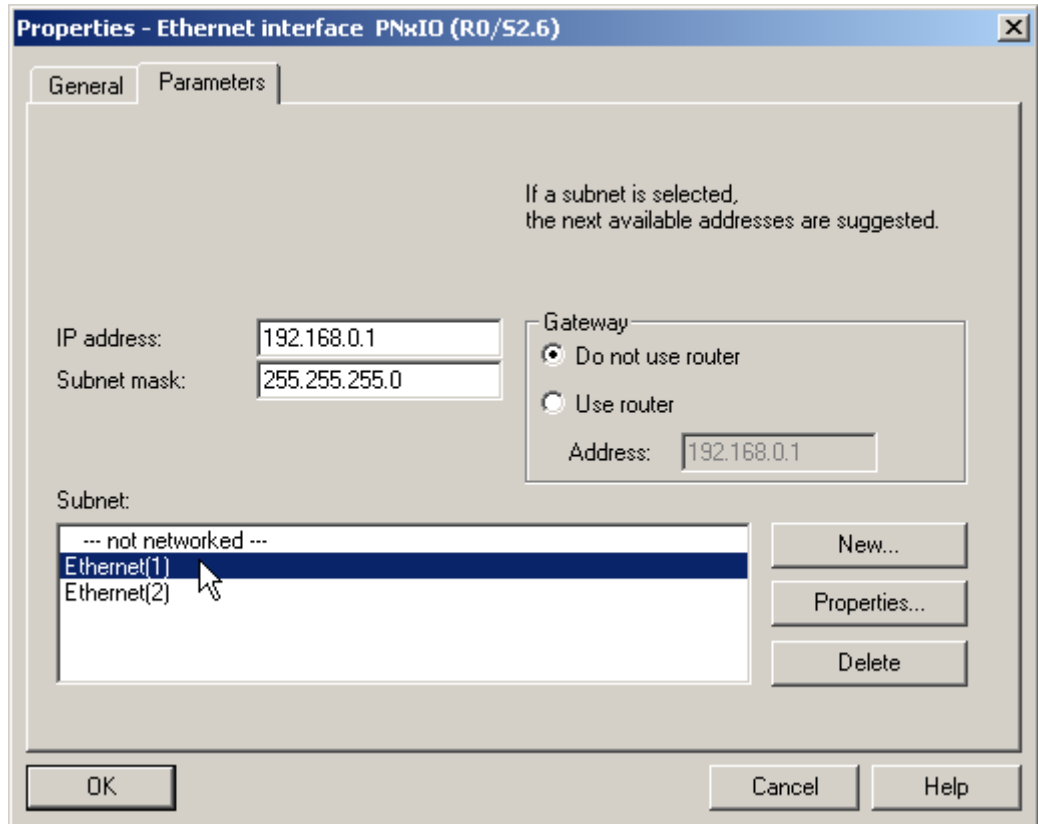 Properties - Ethernet interface PNxIO (R0/S2.6)
General
Parameters
If a subnet is selected,
the next available addresses are suggested.
IP address:
192.168.0.1
Subnet mask:
255.255.255.0
Gateway
Do not use router
Use router
Address:
192.168.0.1
Subnet:
--- not networked ---
Ethernet(1)
Ethernet(2)
New...
Properties...
Delete
OK
Cancel
Help